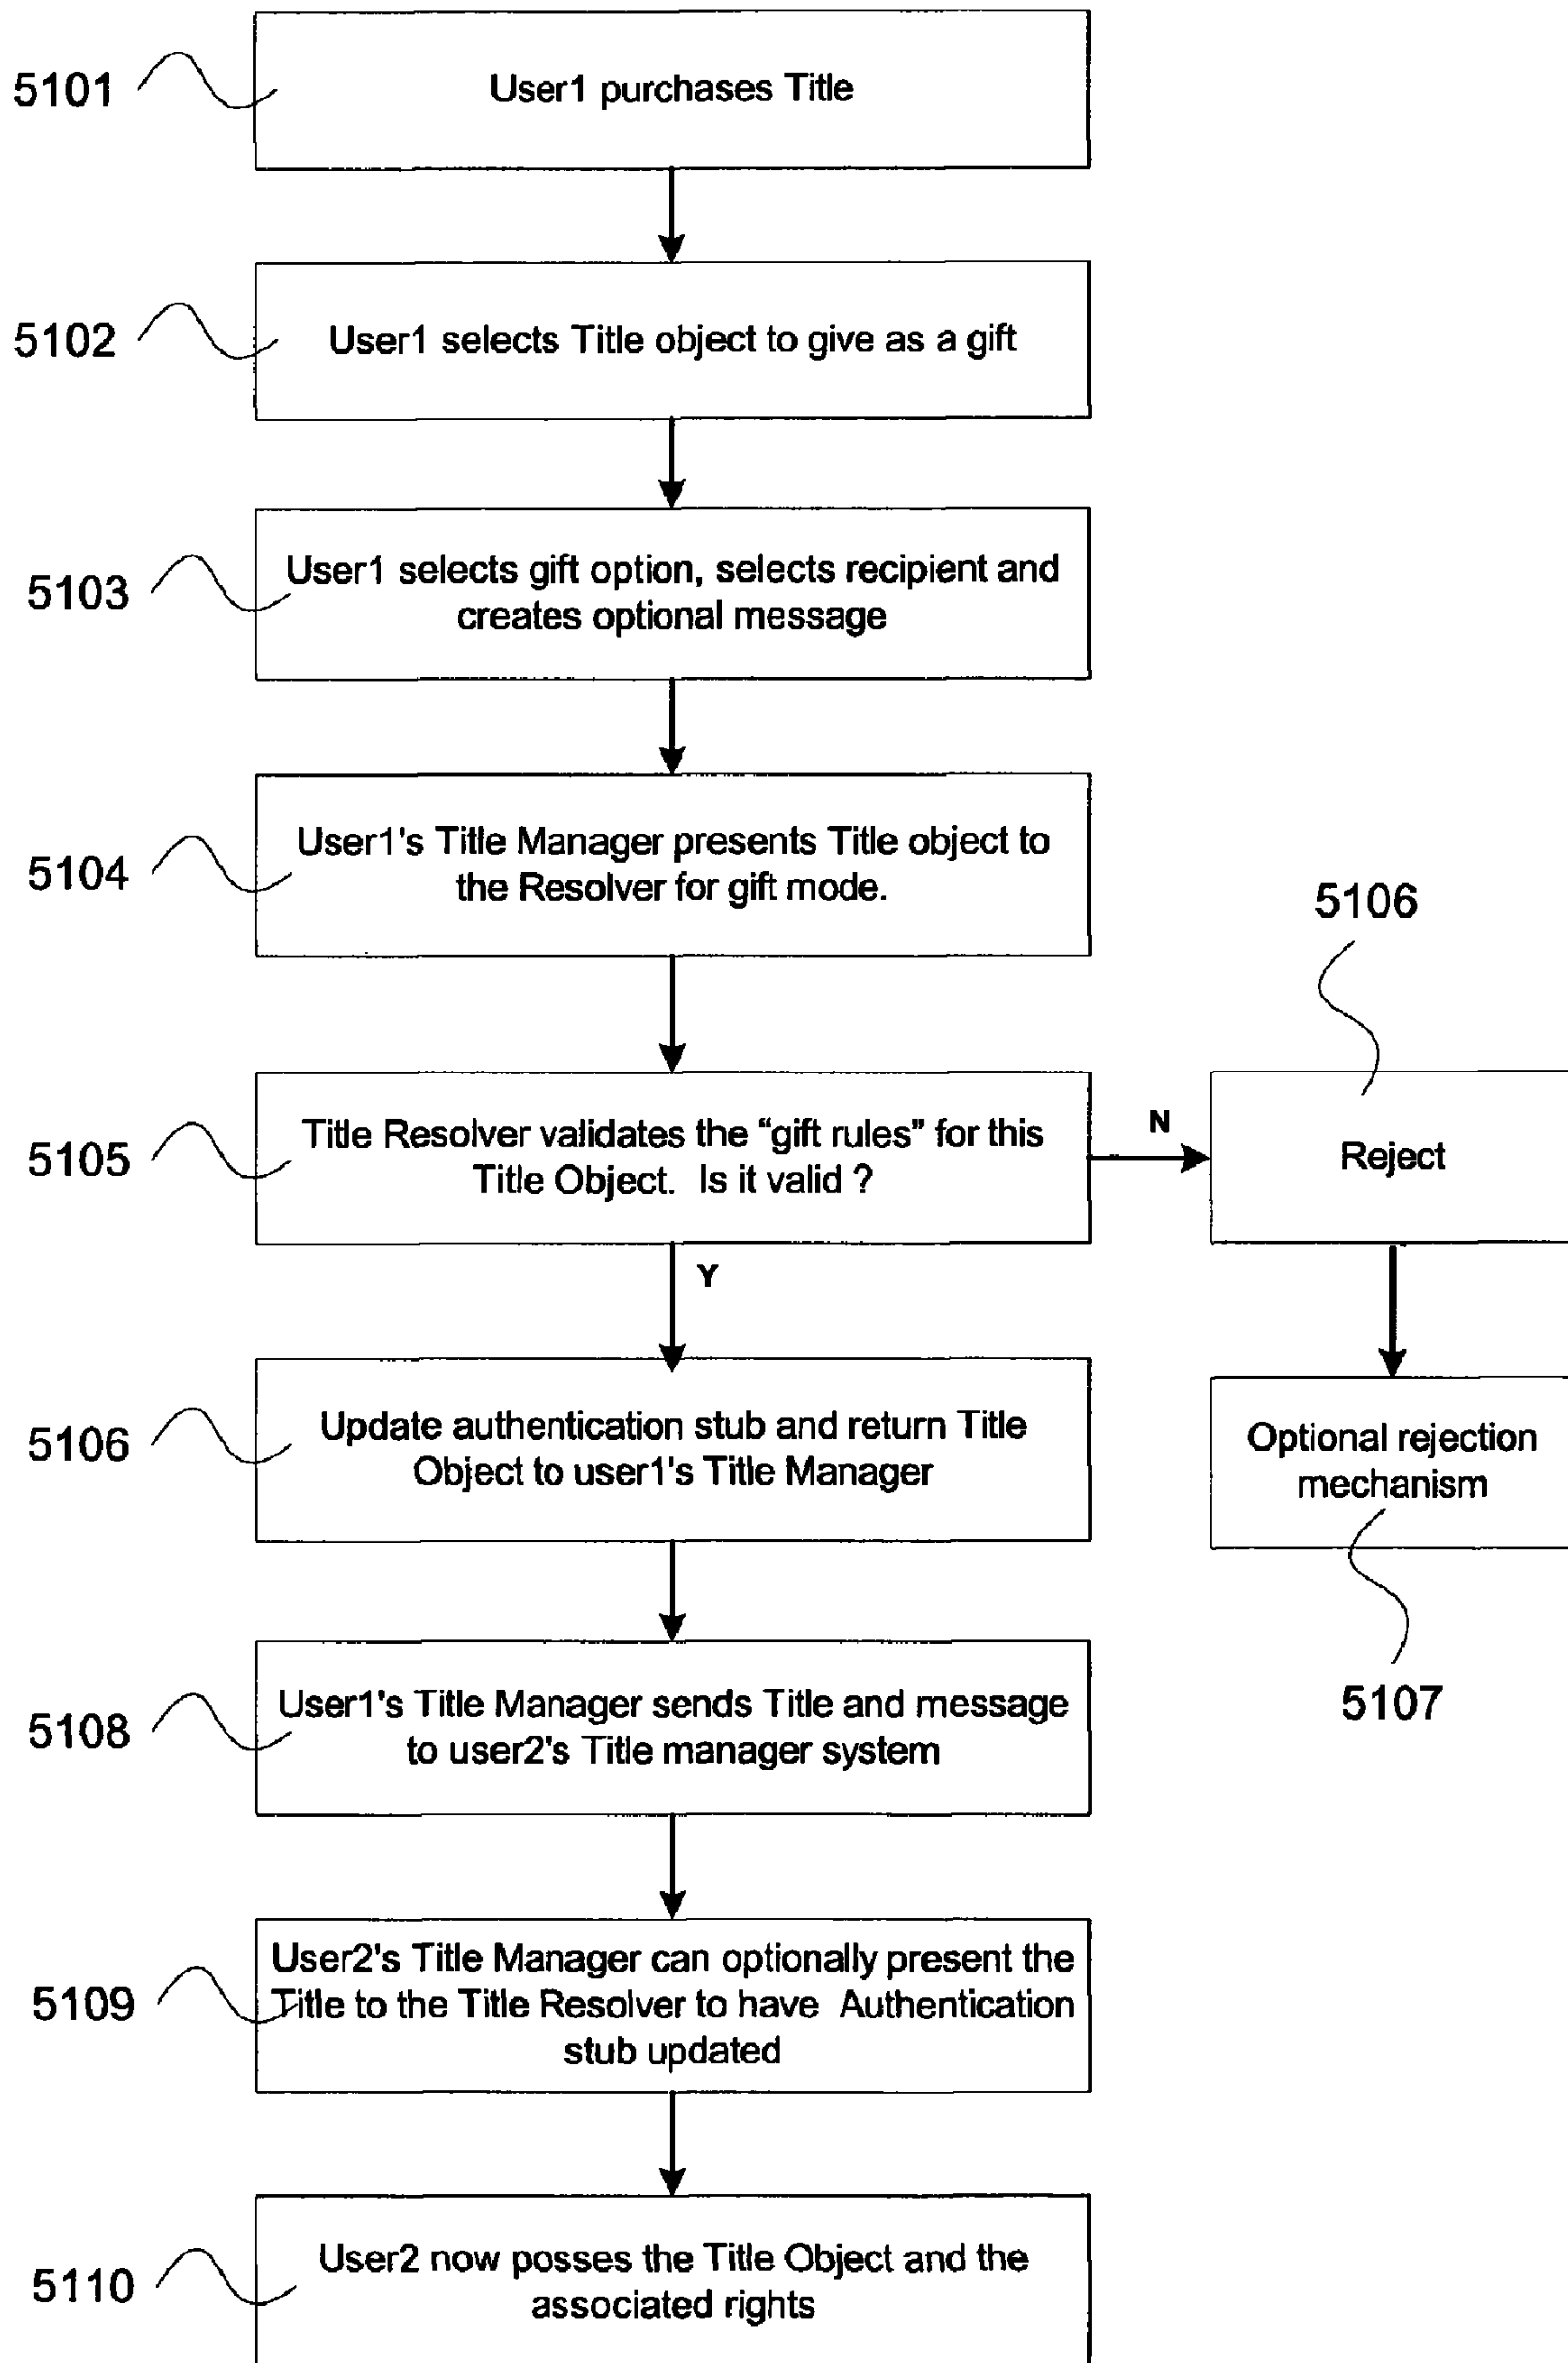 5101
User1 purchases Title
5102
User1 selects Title object to give as a gift
5103
User1 selects gift option, selects recipient and
creates optional message
5104
User1's Title Manager presents Title object to
the Resolver for gift mode.
5106
5105
Title Resolver validates the “gift rules” for this
Title Object. Is it valid ?
N
Reject
Y
5106
Update authentication stub and return Title
Object to user1's Title Manager
Optional rejection
mechanism
5107
5108
User1's Title Manager sends Title and message
to user2's Title manager system
5109
User2's Title Manager can optionally present the
Title to the Title Resolver to have Authentication
stub updated
5110
User2 now posses the Title Object and the
associated rights